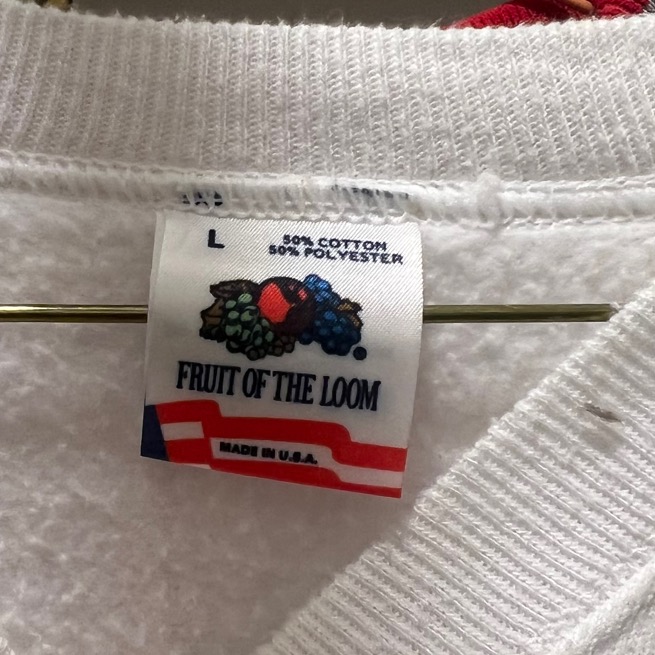 L
50% COTTON
50% POLYESTER
FRUIT OF THE LOOM
®
MADE IN U.S.A.